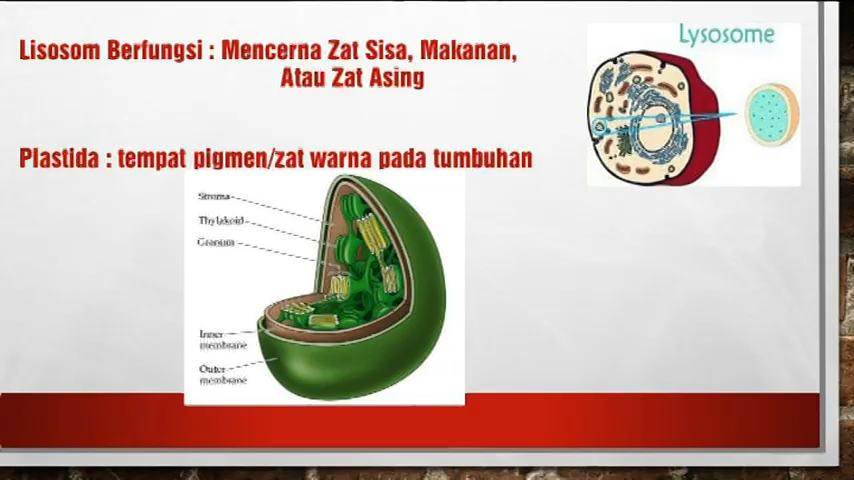 Lisosom Berfungsi : Mencerna Zat Sisa, Makanan,
Atau Zat Asing
Lysosome
Plastida : tempat pigmen/zat warna pada tumbuhan
Stroma
Thylakoid
Granum
Inner
membrane
Outer
membrane